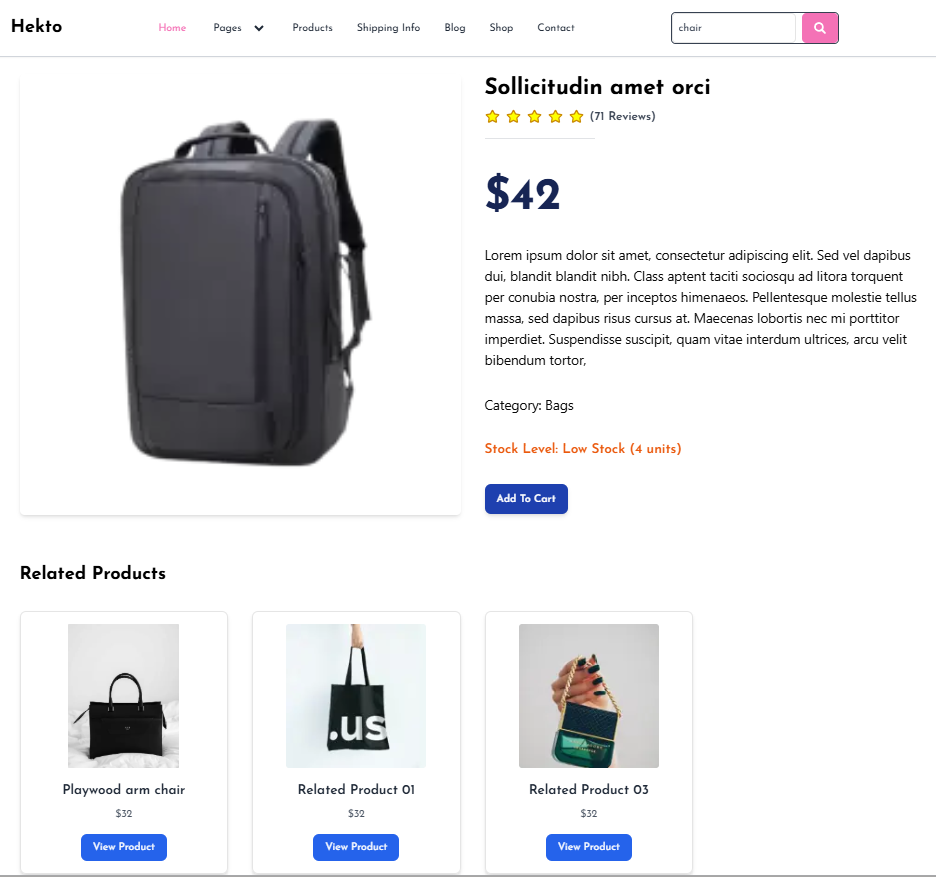 Hekto
Home Pages Products Shipping Info Blog Shop Contact
chair
Sollicitudin amet orci
(71 Reviews)
$42
Lorem ipsum dolor sit amet, consectetur adipiscing elit. Sed vel dapibus
dui, blandit blandit nibh. Class aptent taciti sociosqu ad litora torquent
per conubia nostra, per inceptos himenaeos. Pellentesque molestie tellus
massa, sed dapibus risus cursus at. Maecenas lobortis nec mi porttitor
imperdiet. Suspendisse suscipit, quam vitae interdum ultrices, arcu velit
bibendum tortor,
Category: Bags
Stock Level: Low Stock (4 units)
Add To Cart
Related Products
.us
Playwood arm chair
$32
View Product
Related Product 01
$32
View Product
Related Product 03
$32
View Product